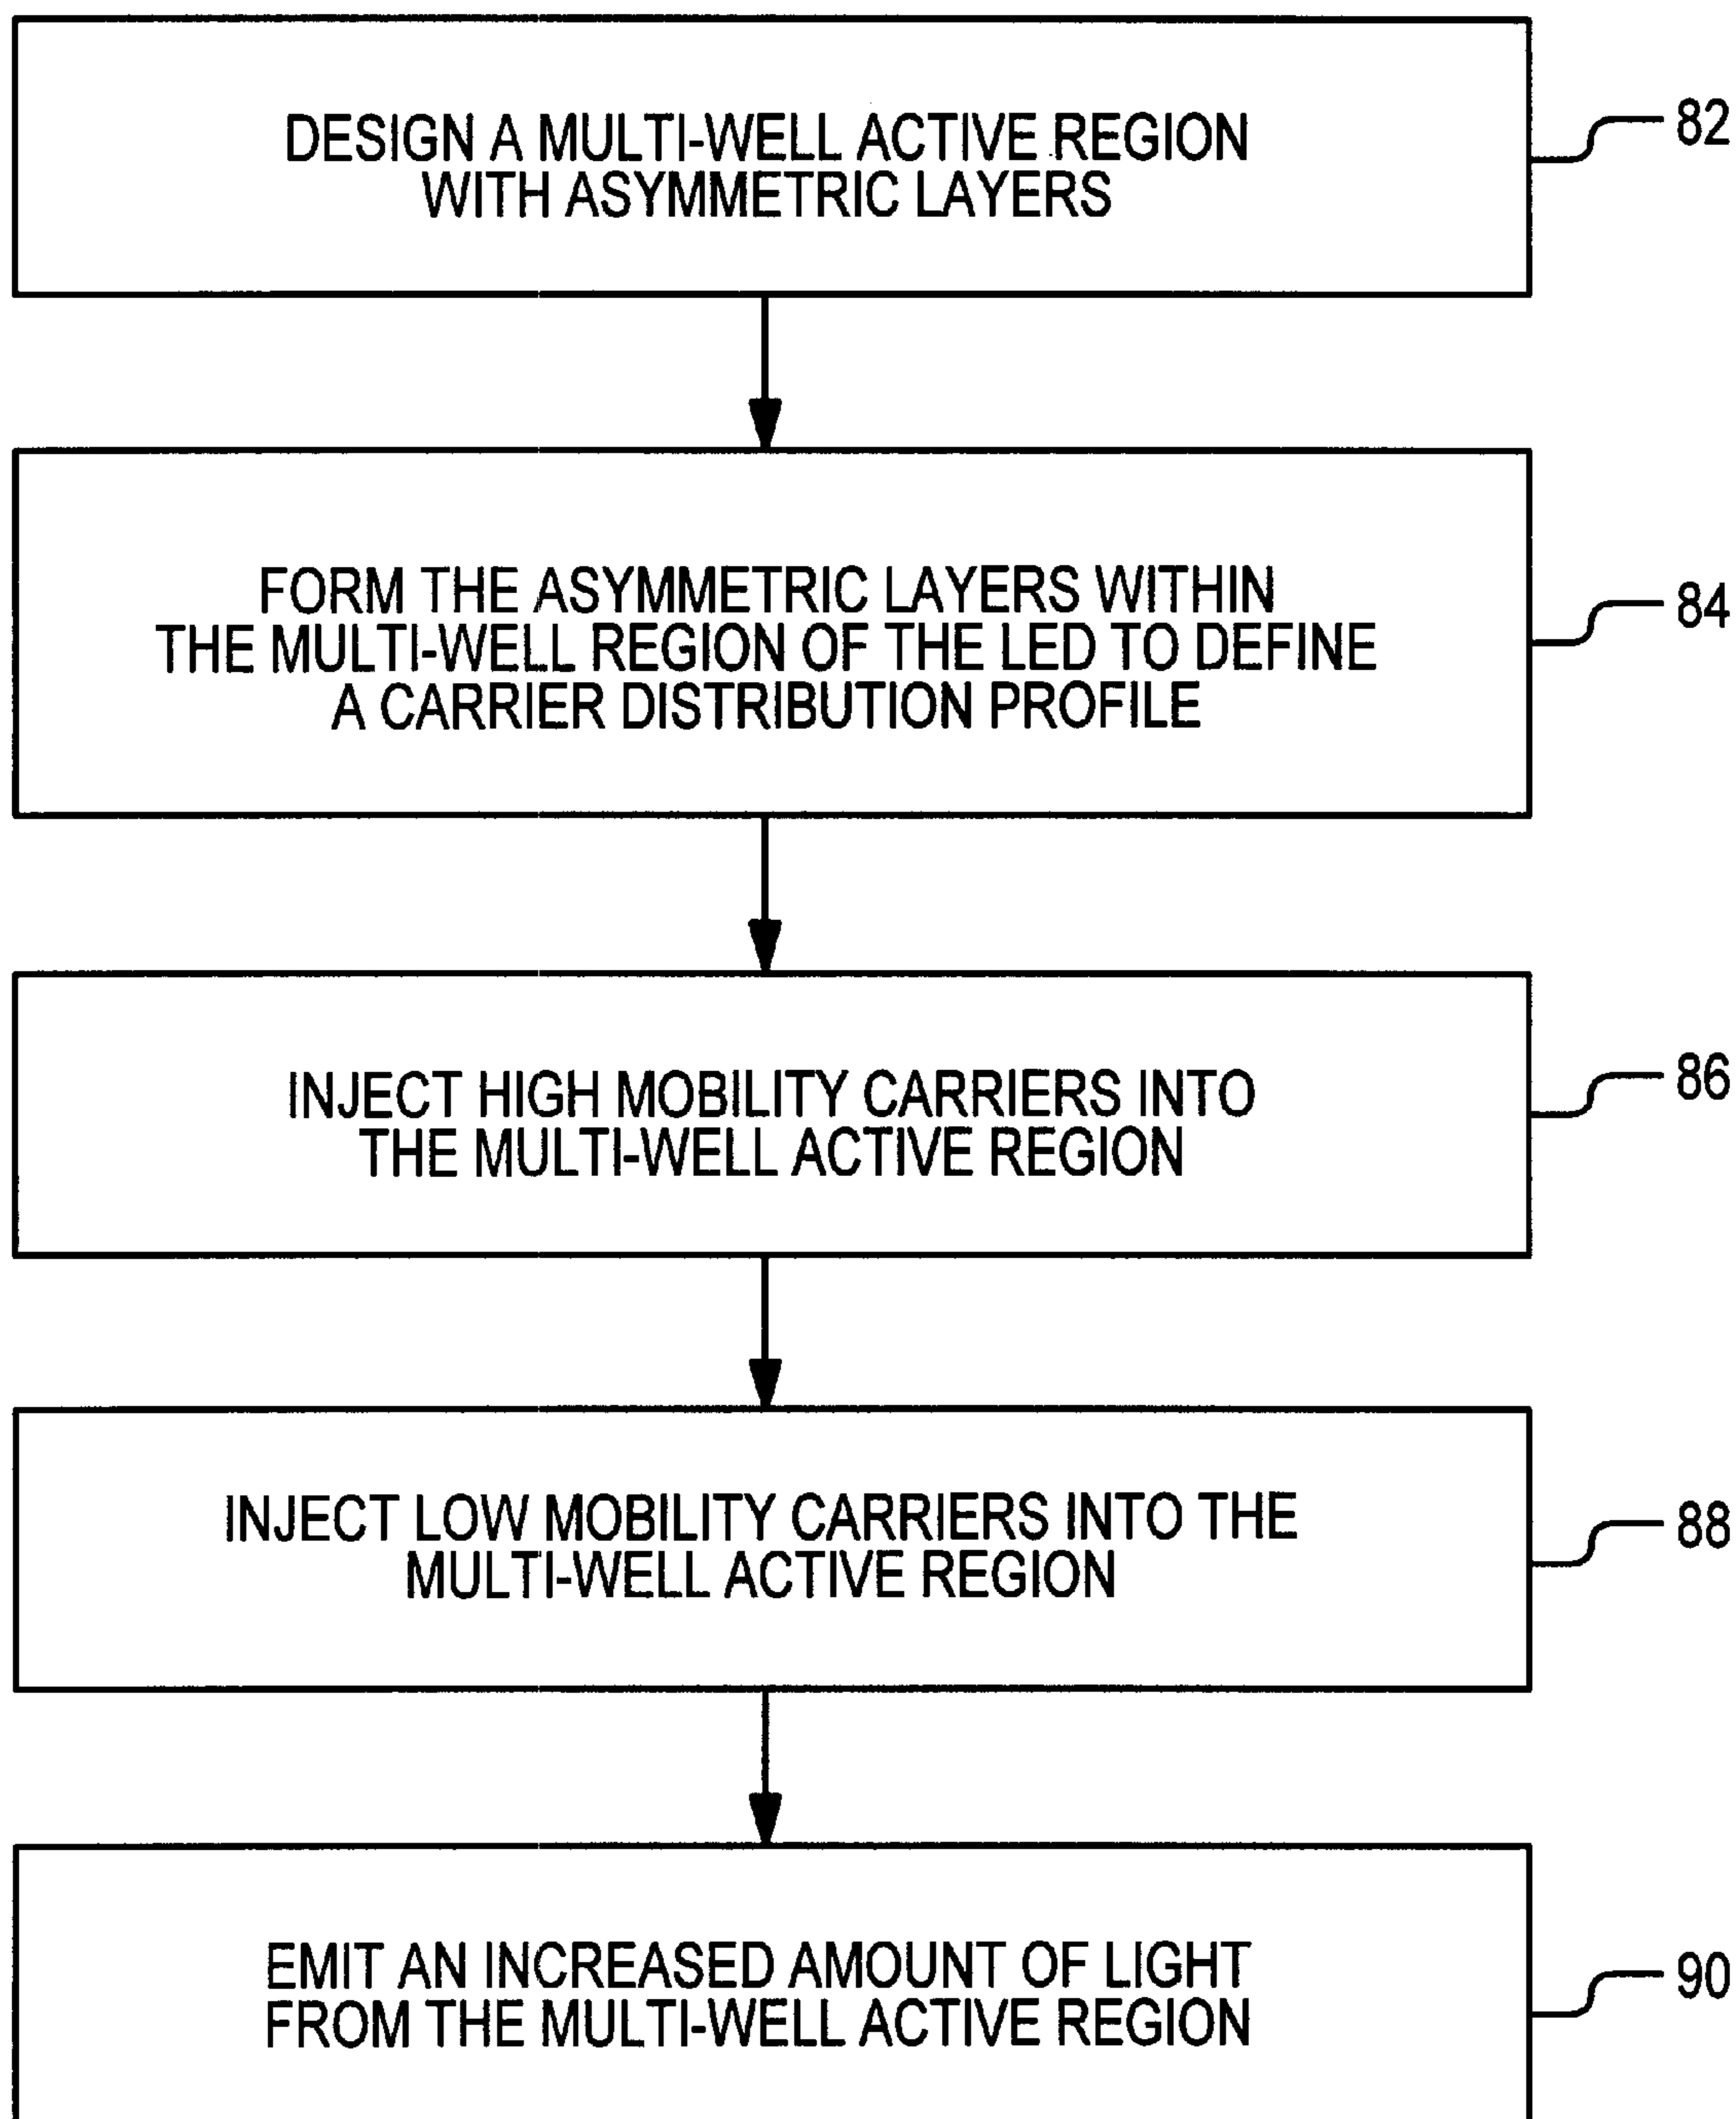 DESIGN A MULTI-WELL ACTIVE REGION
WITH ASYMMETRIC LAYERS
82
FORM THE ASYMMETRIC LAYERS WITHIN
THE MULTI-WELL REGION OF THE LED TO DEFINE
A CARRIER DISTRIBUTION PROFILE
84
INJECT HIGH MOBILITY CARRIERS INTO
THE MULTI-WELL ACTIVE REGION
86
INJECT LOW MOBILITY CARRIERS INTO THE
MULTI-WELL ACTIVE REGION
88
EMIT AN INCREASED AMOUNT OF LIGHT
FROM THE MULTI-WELL ACTIVE REGION
90